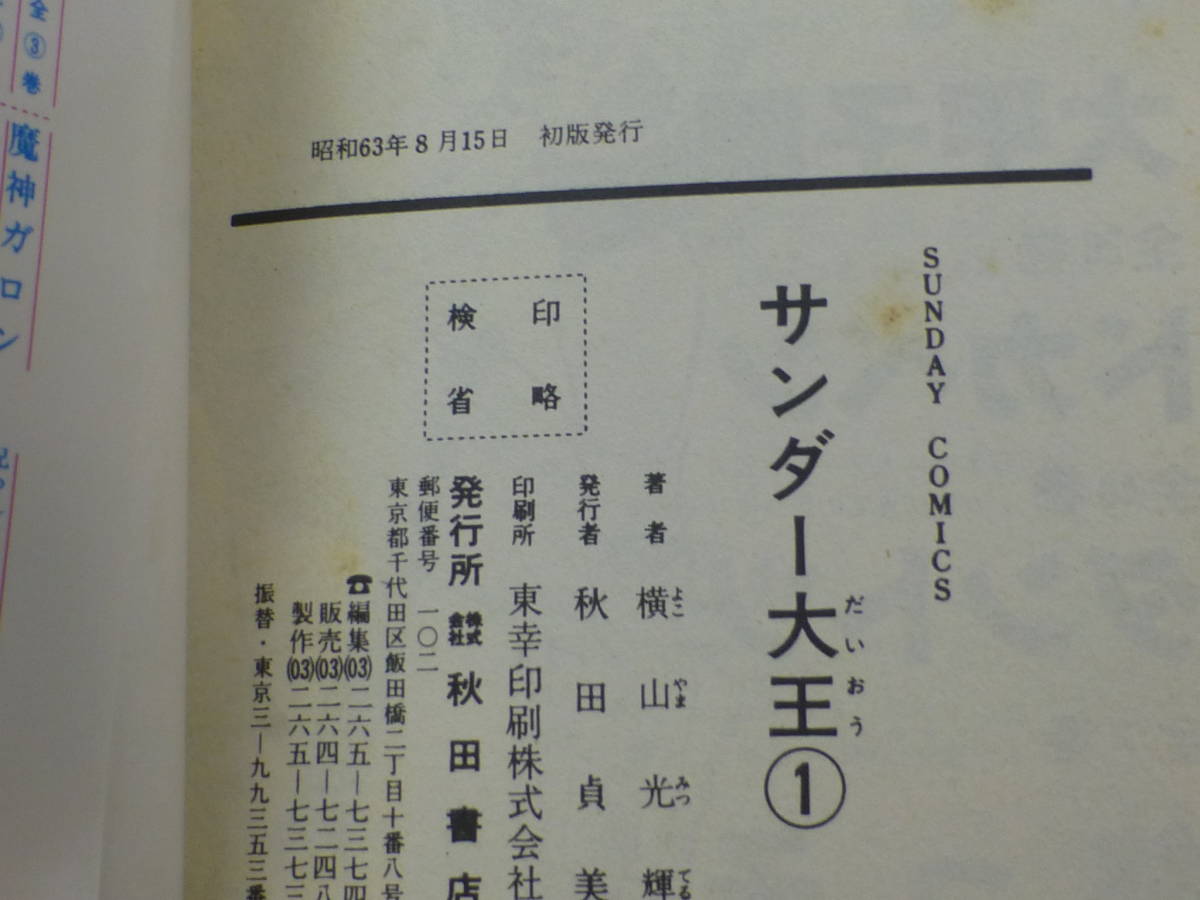 昭和63年8月15日 初版発行
SUNDAY COMICS
サンダー大王①
だいおう
著者 横山光輝
よこ やま みつ てる
発行者 秋田貞美
印刷所 東幸印刷株式会社
発行所 株式会社 秋田書店
郵便番号 一〇二
東京都千代田区飯田橋二丁目十番八号
☎編集(03)二六五―七三七四
販売(03)二六四―七二四八
製作(03)二六五―七三七三
振替・東京三―九九三五三番
検印
省略
全③巻
魔神ガロン